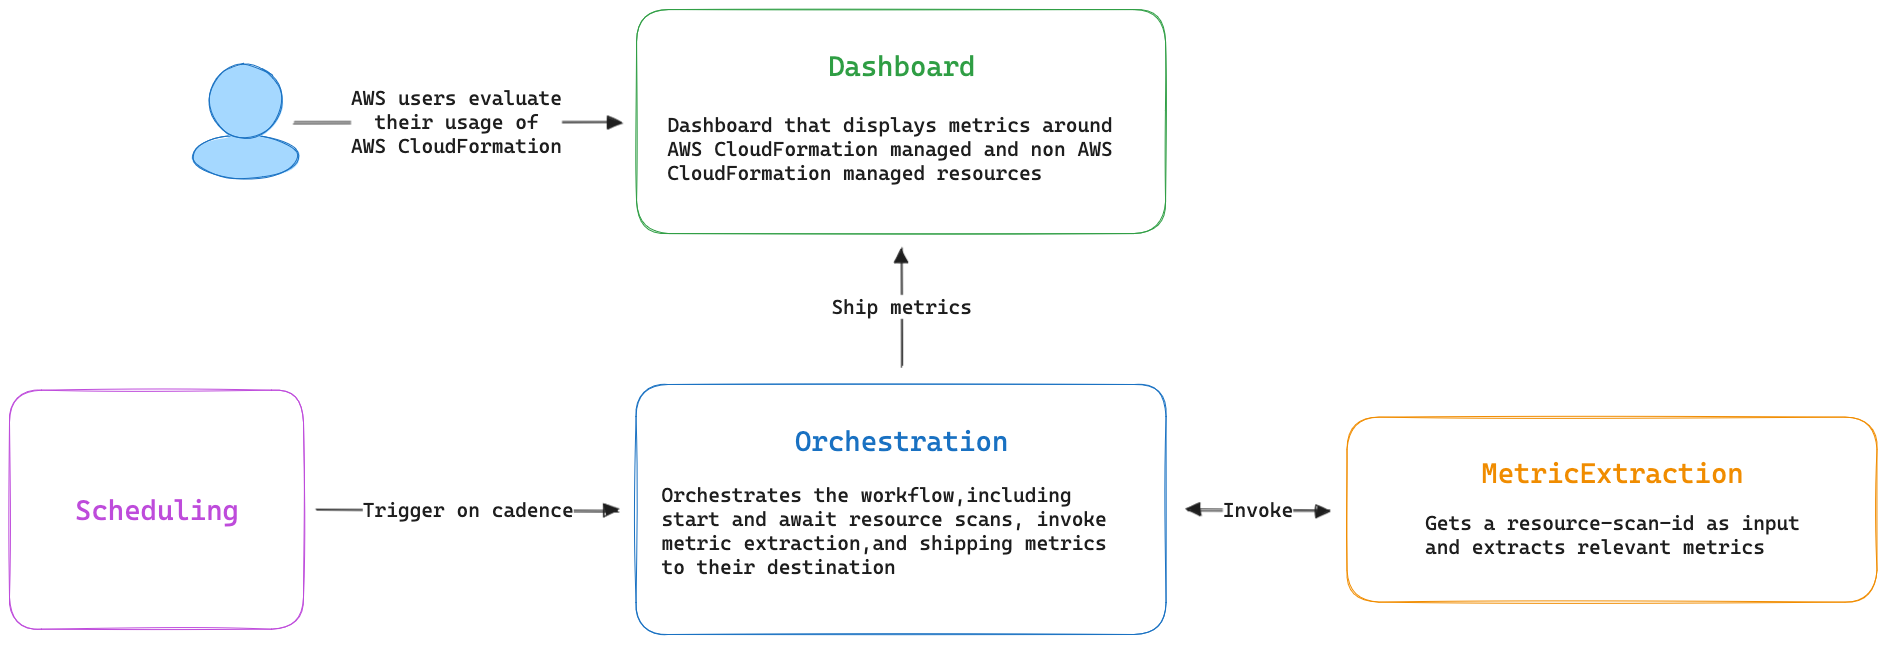 AWS users evaluate
their usage of
AWS CloudFormation
Dashboard
Dashboard that displays metrics around
AWS CloudFormation managed and non AWS
CloudFormation managed resources
Ship metrics
Scheduling
Trigger on cadence
Orchestration
Orchestrates the workflow,including
start and await resource scans, invoke
metric extraction,and shipping metrics
to their destination
Invoke
MetricExtraction
Gets a resource-scan-id as input
and extracts relevant metrics